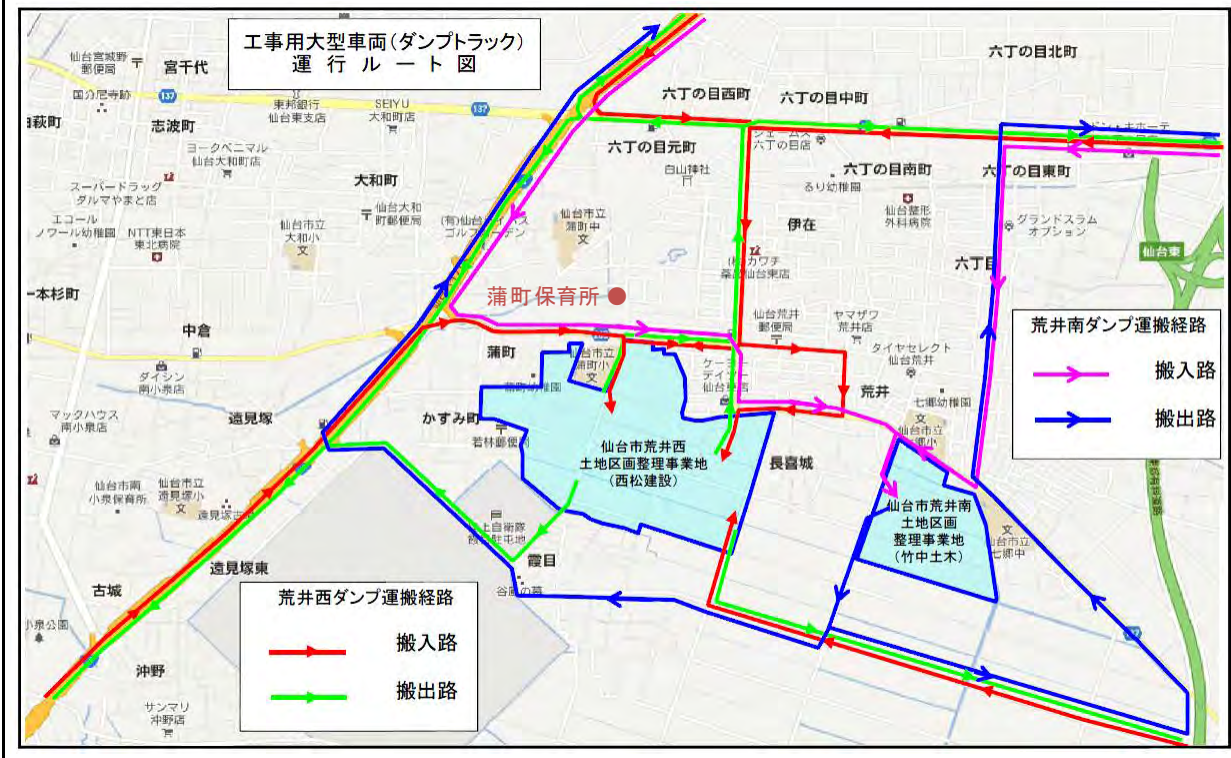 工事用大型車両(ダンプトラック)
運 行 ル ー ト 図
六丁の目北町
仙台宮城野
郵便局
宮千代
国分尼寺跡
137
東邦銀行
仙台東支店
SEIYU
大和町店
137
六丁の目西町
六丁の目中町
萩町
志波町
ヨークベニマル
仙台大和町店
六丁の目元町
六丁の目店
大和町
白山神社
六丁の目南町
六丁の目東町
スーパードラッグ
ダルマやまと店
仙台大和
町郵便局
るり幼稚園
エコール
ノワール幼稚園
NTT東日本
東北病院
仙台市立
大和小
文
仙台市立
蒲町中
文
伊在
仙台整形
外科病院
グランドスラム
オプション
六丁目
仙台東
一本杉町
蒲町保育所
荒井南ダンプ運搬経路
搬入路
搬出路
中倉
蒲町
仙台荒井
郵便局
ヤマザワ
荒井店
タイヤセレクト
仙台荒井
ダイシン
南小泉店
仙台市立
蒲町小
文
荒井
七郷幼稚園
マックハウス
南小泉店
遠見塚
かすみ町
若林郵便局
仙台市荒井西
土地区画整理事業地
(西松建設)
長喜城
文
仙台市立
仙台市南
小泉保育所
仙台市立
遠見塚小
文
仙台市荒井南
土地区画
整理事業地
(竹中土木)
文
仙台市立
七郷中
霞目
遠見塚東
古城
荒井西ダンプ運搬経路
搬入路
搬出路
小泉公園
沖野
サンマリ
沖野店